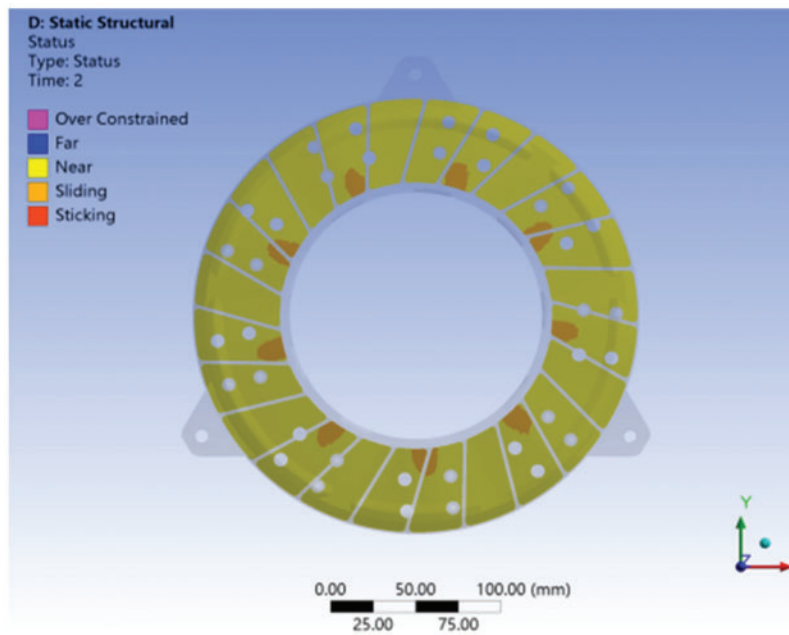 D: Static Structural
Status
Type: Status
Time: 2
Over Constrained
Far
Near
Sliding
Sticking
Y
Z
0.00 50.00 100.00 (mm)
25.00 75.00